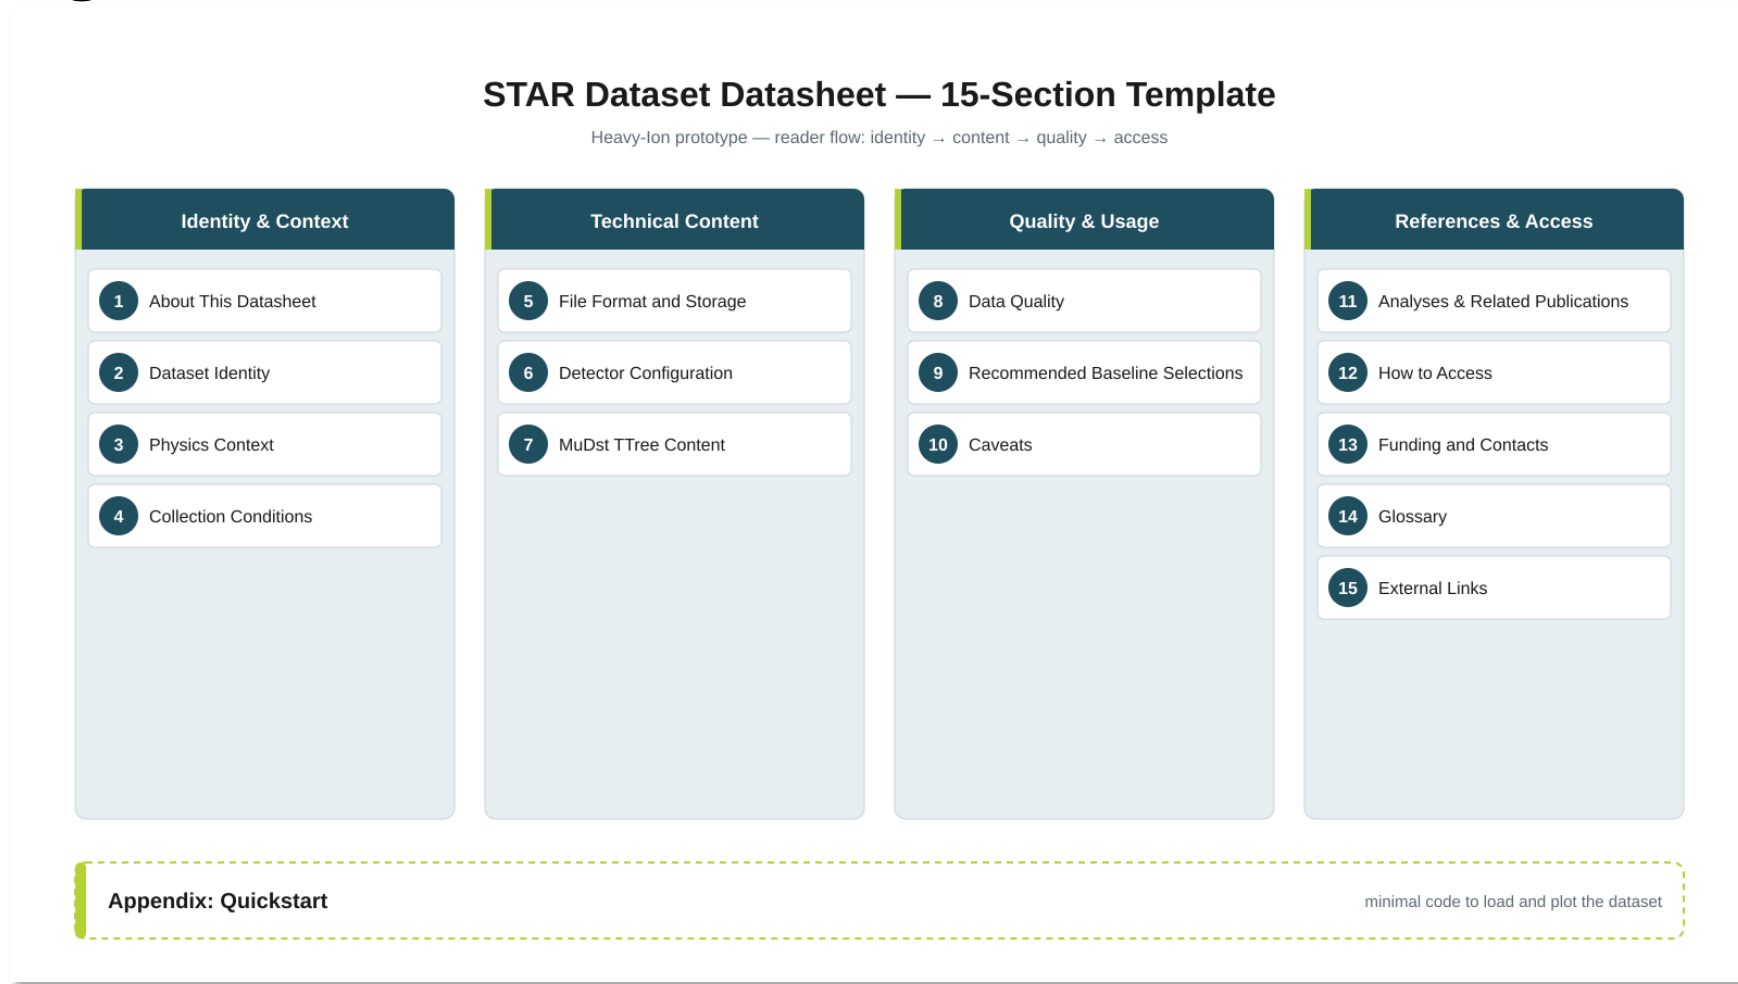 STAR Dataset Datasheet — 15-Section Template
Heavy-Ion prototype — reader flow: identity → content → quality → access
Identity & Context
1 About This Datasheet
2 Dataset Identity
3 Physics Context
4 Collection Conditions
Technical Content
5 File Format and Storage
6 Detector Configuration
7 MuDst TTree Content
Quality & Usage
8 Data Quality
9 Recommended Baseline Selections
10 Caveats
References & Access
11 Analyses & Related Publications
12 How to Access
13 Funding and Contacts
14 Glossary
15 External Links
Appendix: Quickstart
minimal code to load and plot the dataset